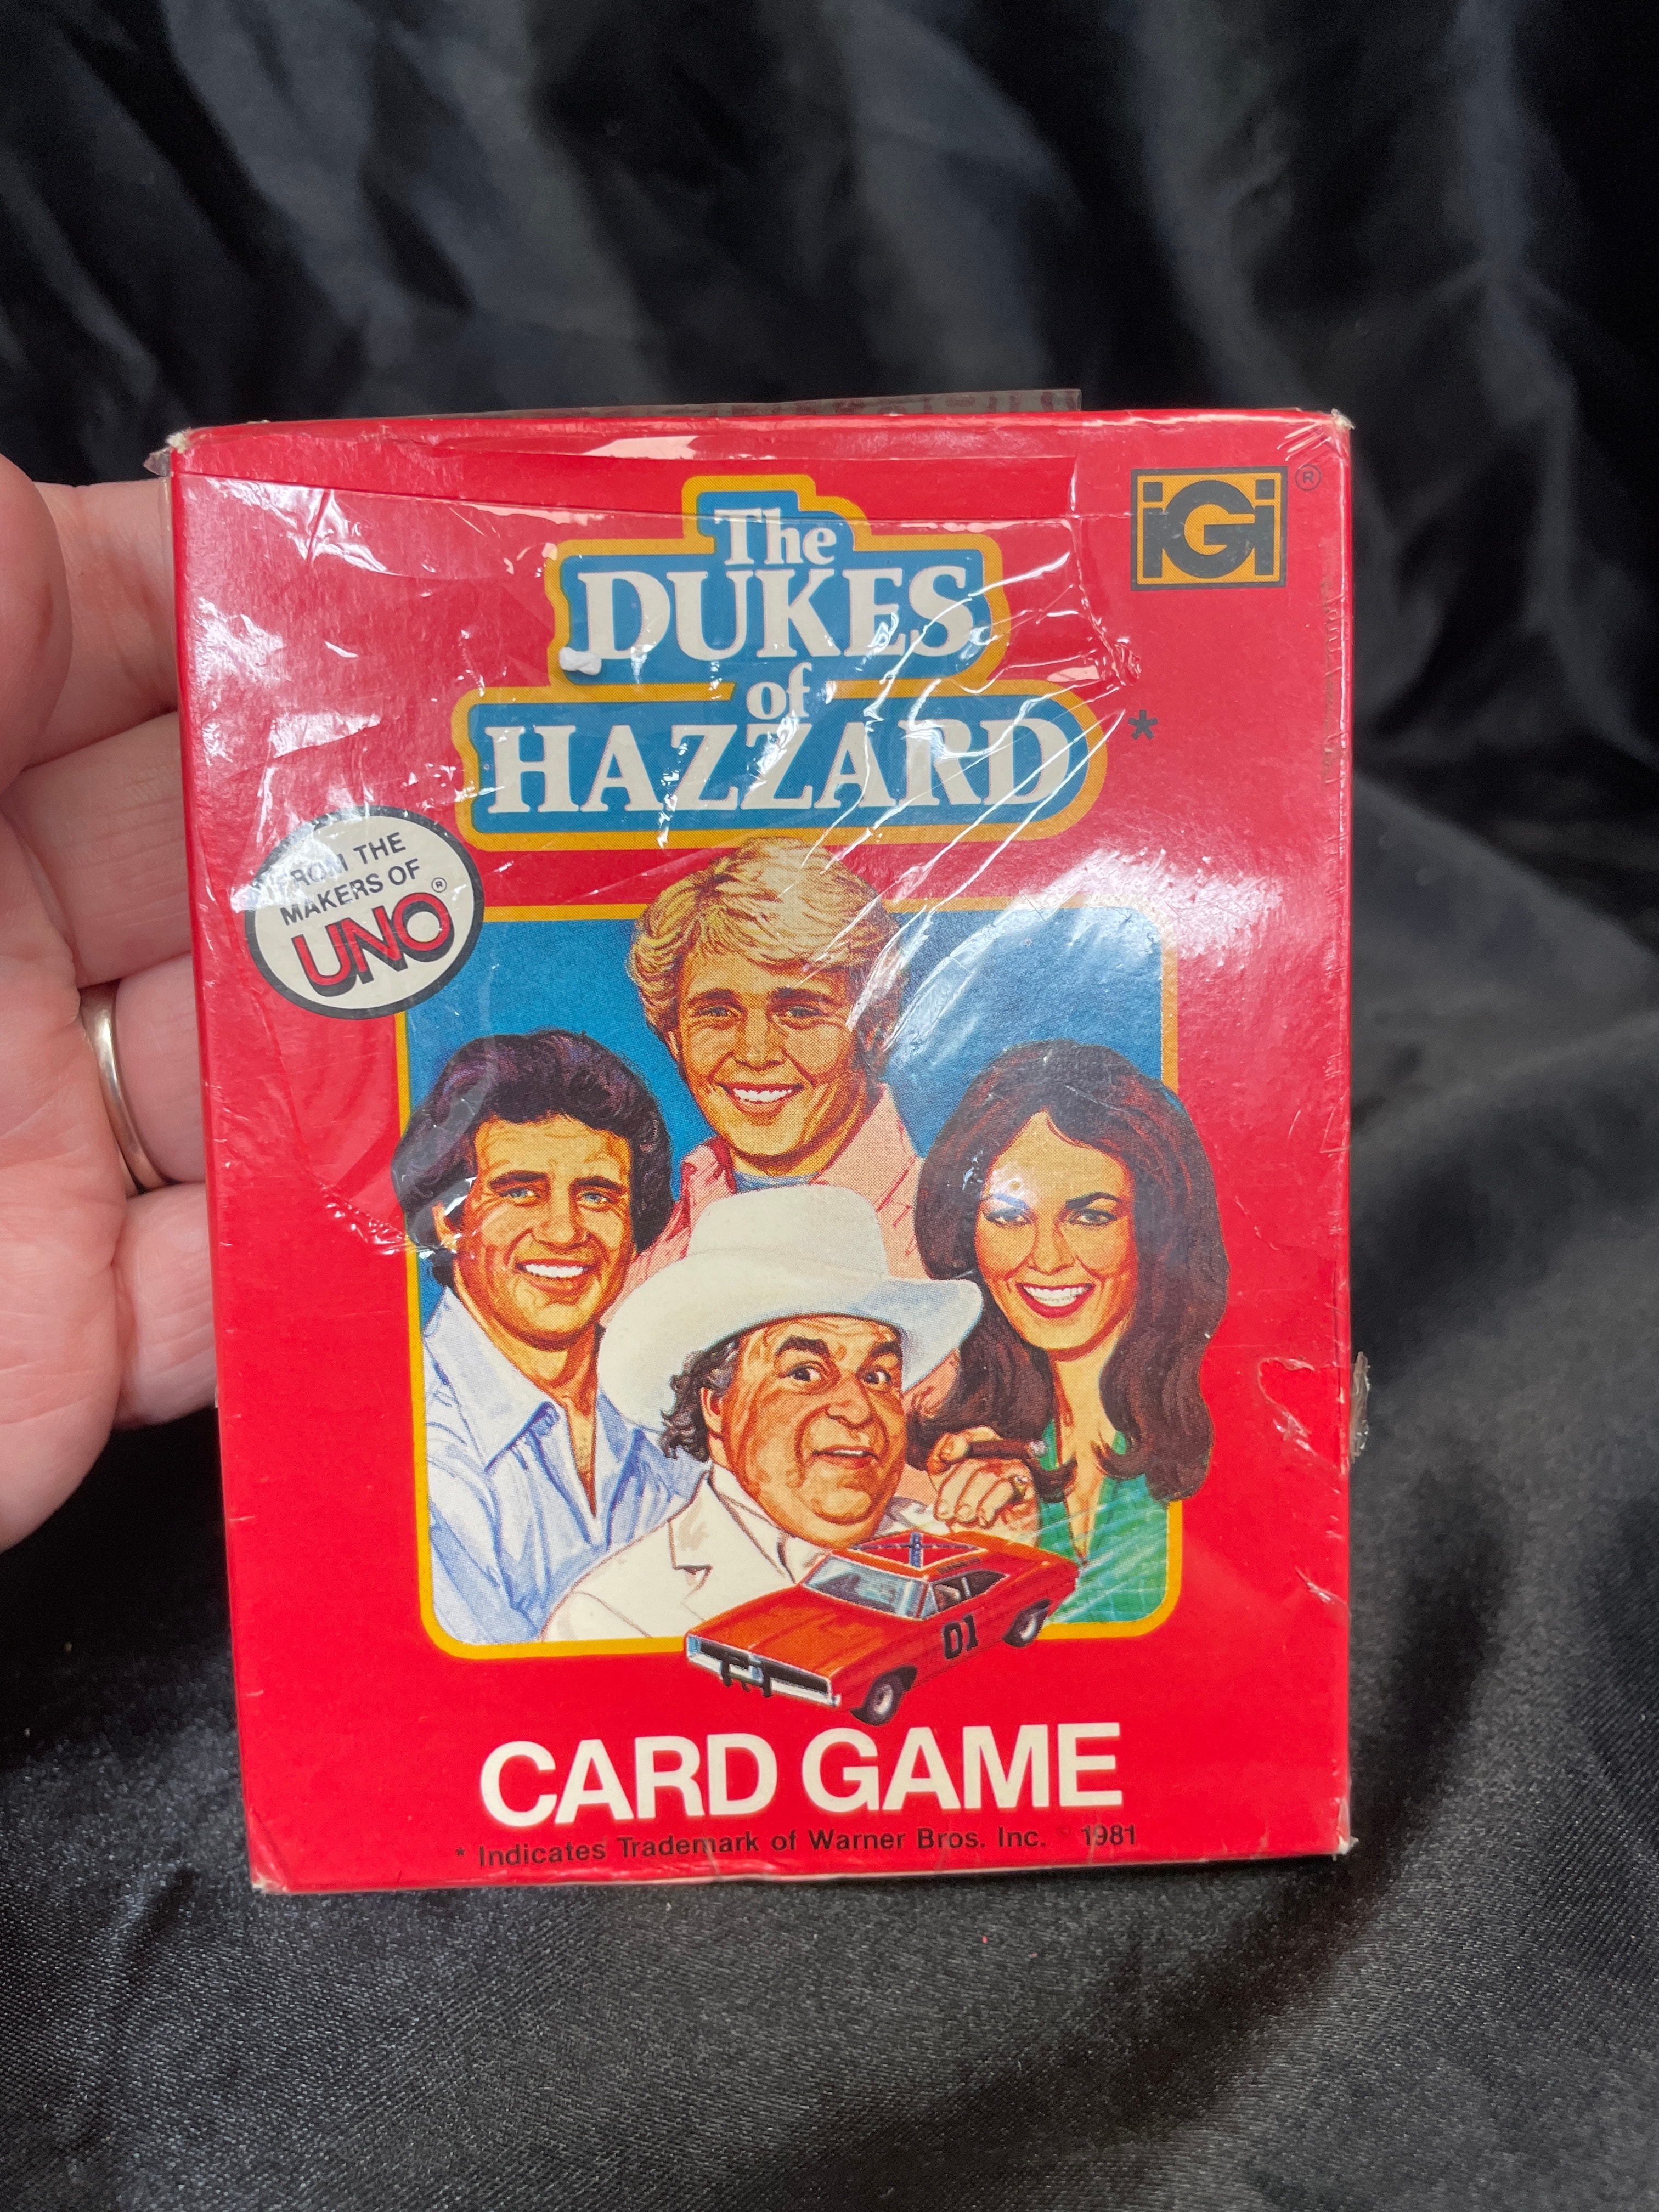 The
DUKES
of
HAZZARD
*
iGi ®
FROM THE
MAKERS OF
UNO®
01
CARD GAME
* Indicates Trademark of Warner Bros. Inc. © 1981